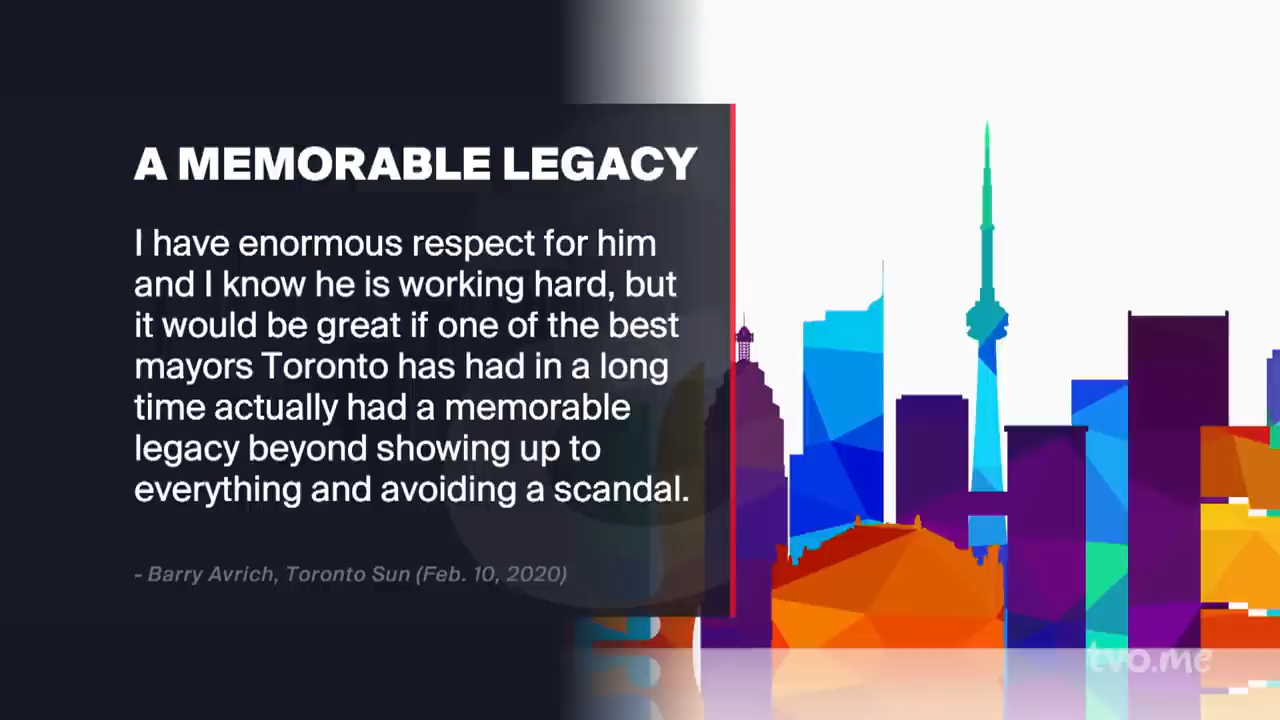 A MEMORABLE LEGACY
I have enormous respect for him
and I know he is working hard, but
it would be great if one of the best
mayors Toronto has had in a long
time actually had a memorable
legacy beyond showing up to
everything and avoiding a scandal.
- Barry Avrich, Toronto Sun (Feb. 10, 2020)
tvo.me